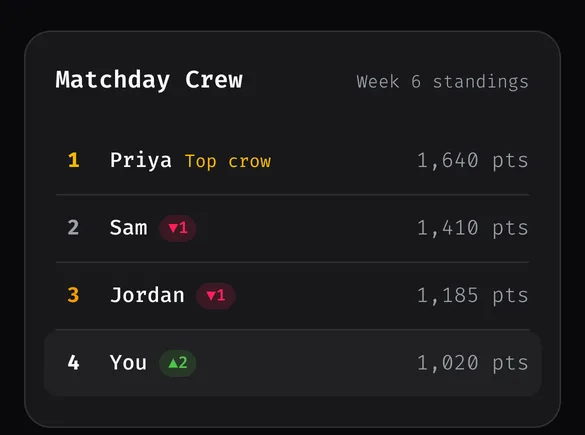 Matchday Crew Week 6 standings
1 Priya Top crow 1,640 pts
2 Sam ▼1 1,410 pts
3 Jordan ▼1 1,185 pts
4 You ▲2 1,020 pts